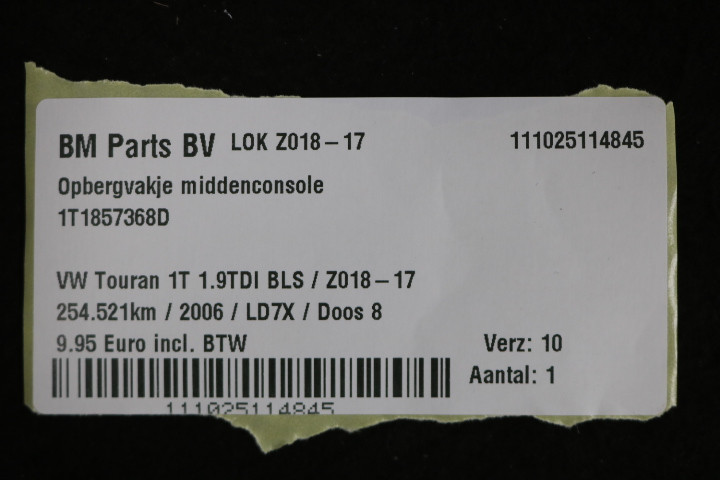 BM Parts BV LOK Z018-17 111025114845
Opbergvakje middenconsole
1T1857368D
VW Touran 1T 1.9TDI BLS / Z018-17
254.521km / 2006 / LD7X / Doos 8
9.95 Euro incl. BTW Verz: 10
Aantal: 1
111025114845